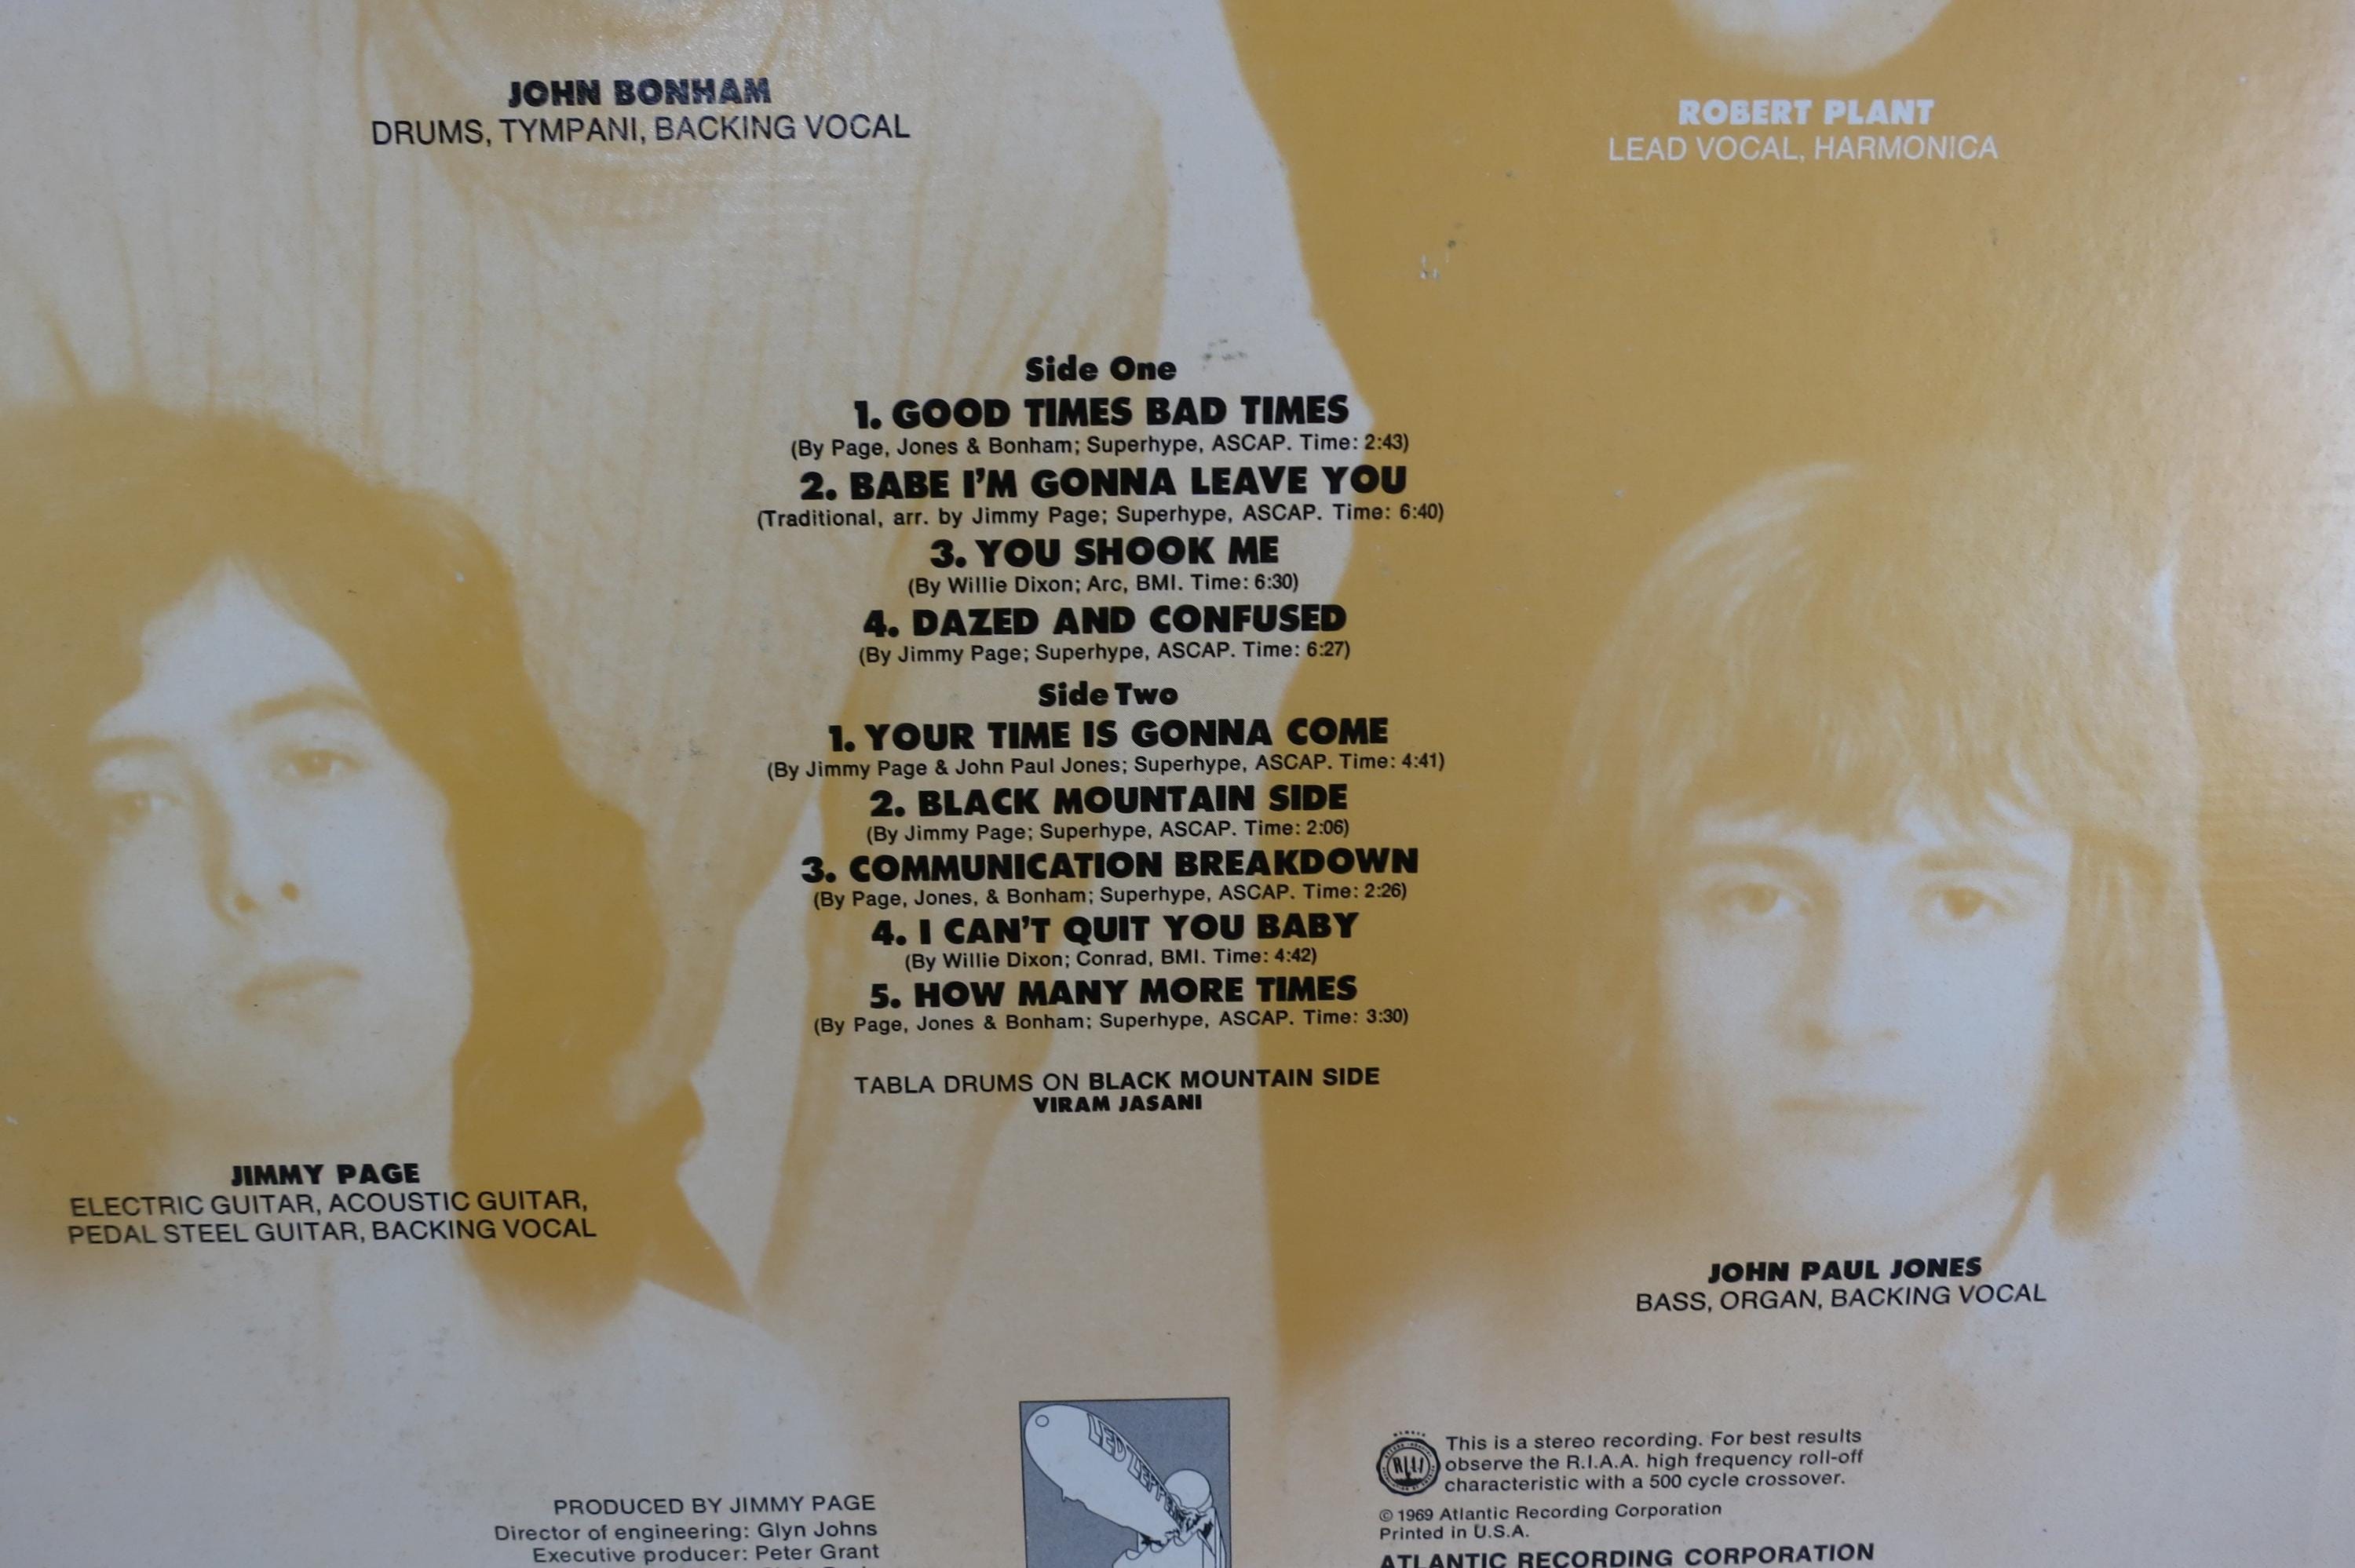 JOHN BONHAM
DRUMS, TYMPANI, BACKING VOCAL
ROBERT PLANT
LEAD VOCAL, HARMONICA
Side One
1. GOOD TIMES BAD TIMES
(By Page, Jones & Bonham; Superhype, ASCAP. Time: 2:43)
2. BABE I'M GONNA LEAVE YOU
(Traditional, arr. by Jimmy Page; Superhype, ASCAP. Time: 6:40)
3. YOU SHOOK ME
(By Willie Dixon; Arc, BMI. Time: 6:30)
4. DAZED AND CONFUSED
(By Jimmy Page; Superhype, ASCAP. Time: 6:27)
Side Two
1. YOUR TIME IS GONNA COME
(By Jimmy Page & John Paul Jones; Superhype, ASCAP. Time: 4:41)
2. BLACK MOUNTAIN SIDE
(By Jimmy Page; Superhype, ASCAP. Time: 2:06)
3. COMMUNICATION BREAKDOWN
(By Page, Jones, & Bonham; Superhype, ASCAP. Time: 2:26)
4. I CAN'T QUIT YOU BABY
(By Willie Dixon; Conrad, BMI. Time: 4:42)
5. HOW MANY MORE TIMES
(By Page, Jones & Bonham; Superhype, ASCAP. Time: 3:30)
TABLA DRUMS ON BLACK MOUNTAIN SIDE
VIRAM JASANI
JIMMY PAGE
ELECTRIC GUITAR, ACOUSTIC GUITAR,
PEDAL STEEL GUITAR, BACKING VOCAL
JOHN PAUL JONES
BASS, ORGAN, BACKING VOCAL
PRODUCED BY JIMMY PAGE
Director of engineering: Glyn Johns
Executive producer: Peter Grant
LED ZEPPELIN
This is a stereo recording. For best results
observe the R.I.A.A. high frequency roll-off
characteristic with a 500 cycle crossover.
© 1969 Atlantic Recording Corporation
Printed in U.S.A.
ATLANTIC RECORDING CORPORATION